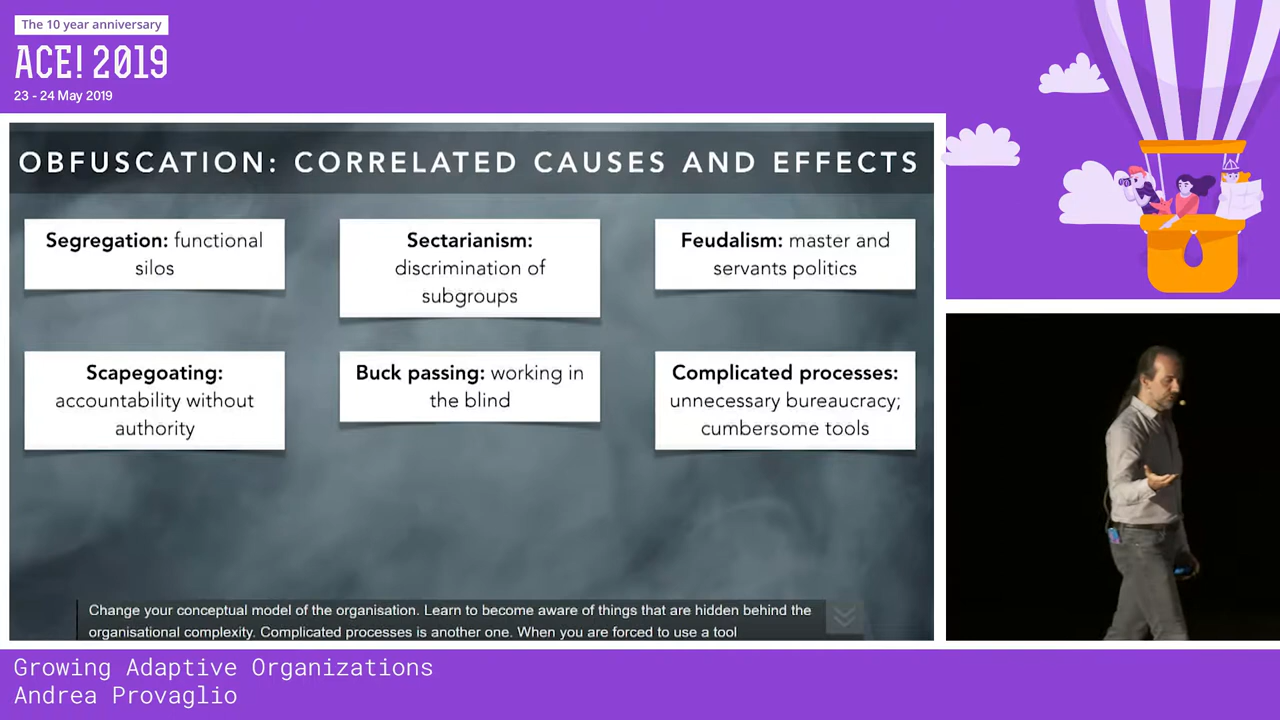 The 10 year anniversary
ACE! 2019
23 - 24 May 2019
OBFUSCATION: CORRELATED CAUSES AND EFFECTS
Segregation: functional
silos
Sectarianism:
discrimination of
subgroups
Feudalism: master and
servants politics
Scapegoating:
accountability without
authority
Buck passing: working in
the blind
Complicated processes:
unnecessary bureaucracy;
cumbersome tools
Change your conceptual model of the organisation. Learn to become aware of things that are hidden behind the
organisational complexity. Complicated processes is another one. When you are forced to use a tool
Growing Adaptive Organizations
Andrea Provaglio